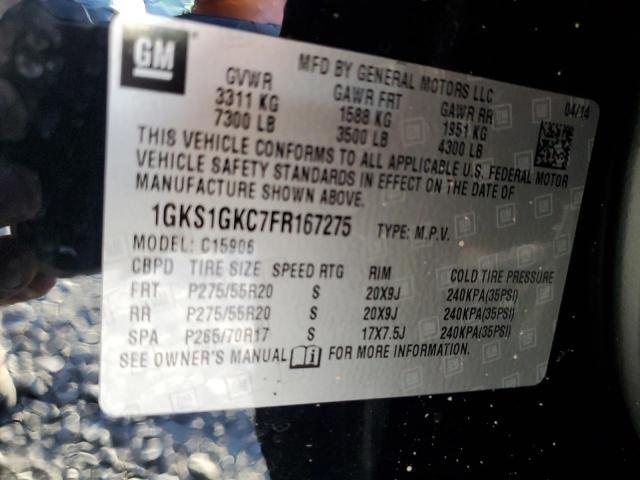 GM
MFD BY GENERAL MOTORS LLC
GVWR GAWR FRT GAWR RR 04/14
3311 KG 1588 KG 1951 KG
7300 LB 3500 LB 4300 LB
THIS VEHICLE CONFORMS TO ALL APPLICABLE U.S. FEDERAL MOTOR
VEHICLE SAFETY STANDARDS IN EFFECT ON THE DATE OF
MANUFACTURE SHOWN ABOVE.
1GKS1GKC7FR167275 TYPE: M.P.V.
MODEL: C15906
CBPD TIRE SIZE SPEED RTG RIM COLD TIRE PRESSURE
FRT P275/55R20 S 20X9J 240KPA(35PSI)
RR P275/55R20 S 20X9J 240KPA(35PSI)
SPA P265/70R17 S 17X7.5J 240KPA(35PSI)
SEE OWNER'S MANUAL i FOR MORE INFORMATION.